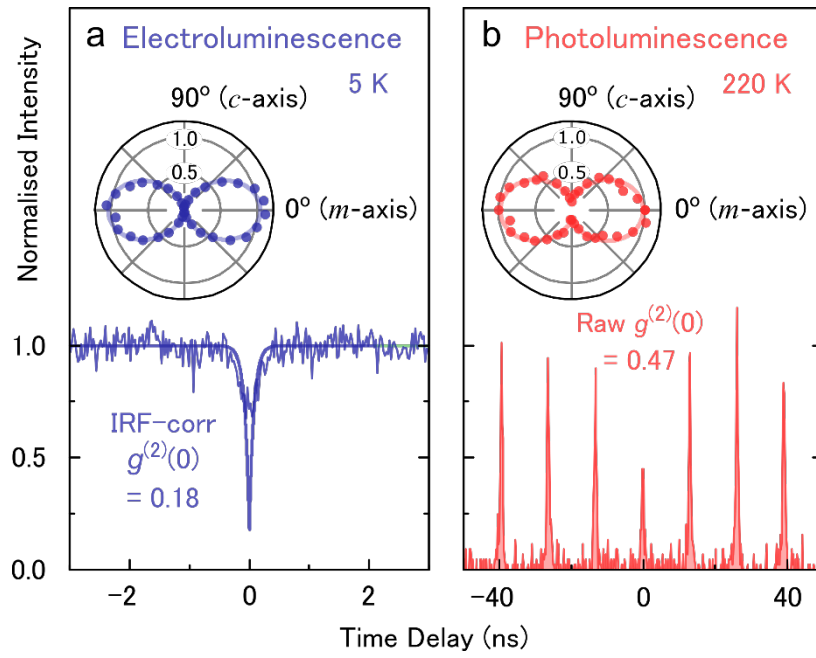 a Electroluminescence
5 K
90° (c-axis)
1.0
0.5
0° (m-axis)
IRF-corr
g(2)(0)
= 0.18
b Photoluminescence
220 K
90° (c-axis)
1.0
0.5
0° (m-axis)
Raw g(2)(0)
= 0.47
Normalised Intensity
1.0
0.5
0.0
-2 0 2
-40 0 40
Time Delay (ns)